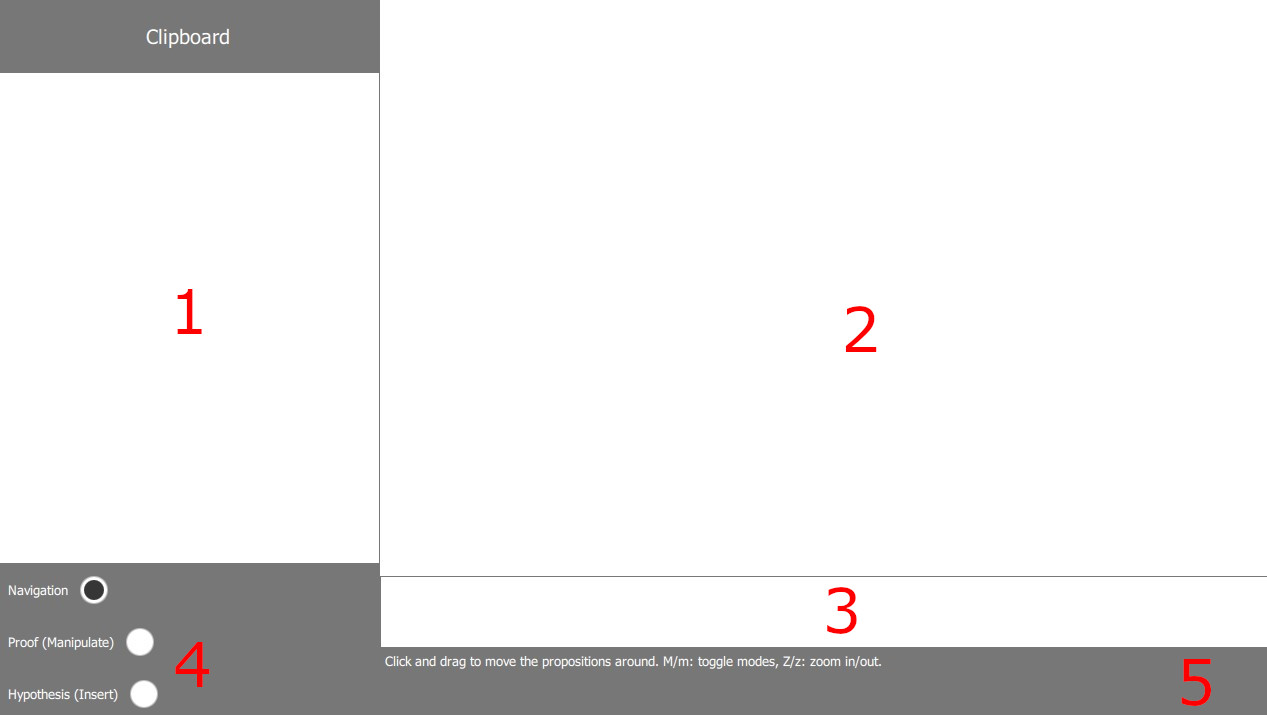 Clipboard
1
2
3
Navigation
Proof (Manipulate)
4
Click and drag to move the propositions around. M/m: toggle modes, Z/z: zoom in/out.
5
Hypothesis (Insert)